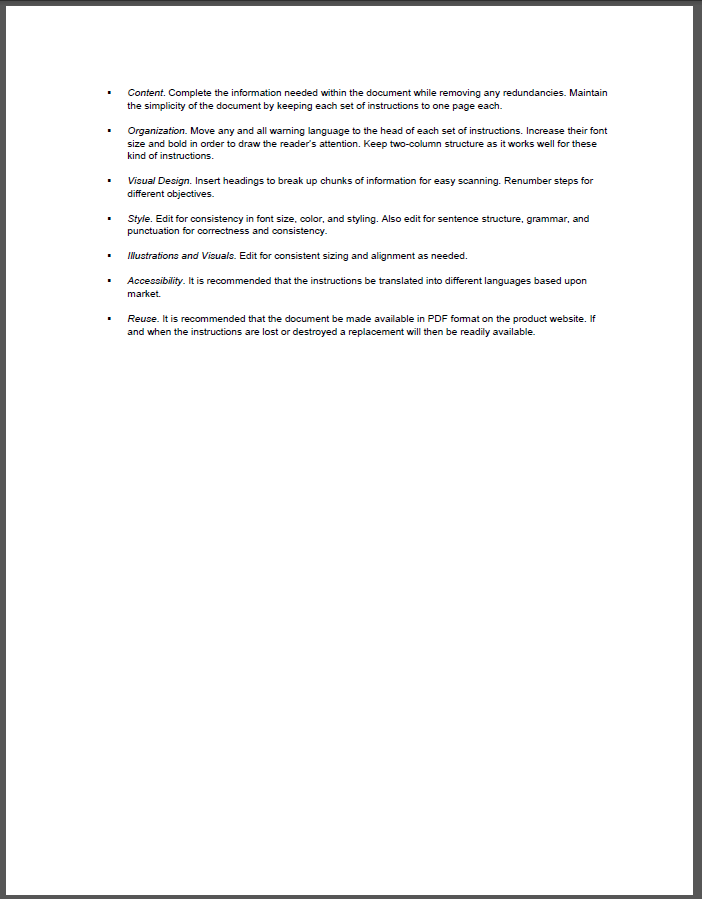 ▪ Content. Complete the information needed within the document while removing any redundancies. Maintain
the simplicity of the document by keeping each set of instructions to one page each.
▪ Organization. Move any and all warning language to the head of each set of instructions. Increase their font
size and bold in order to draw the reader's attention. Keep two-column structure as it works well for these
kind of instructions.
▪ Visual Design. Insert headings to break up chunks of information for easy scanning. Renumber steps for
different objectives.
▪ Style. Edit for consistency in font size, color, and styling. Also edit for sentence structure, grammar, and
punctuation for correctness and consistency.
▪ Illustrations and Visuals. Edit for consistent sizing and alignment as needed.
▪ Accessibility. It is recommended that the instructions be translated into different languages based upon
market.
▪ Reuse. It is recommended that the document be made available in PDF format on the product website. If
and when the instructions are lost or destroyed a replacement will then be readily available.